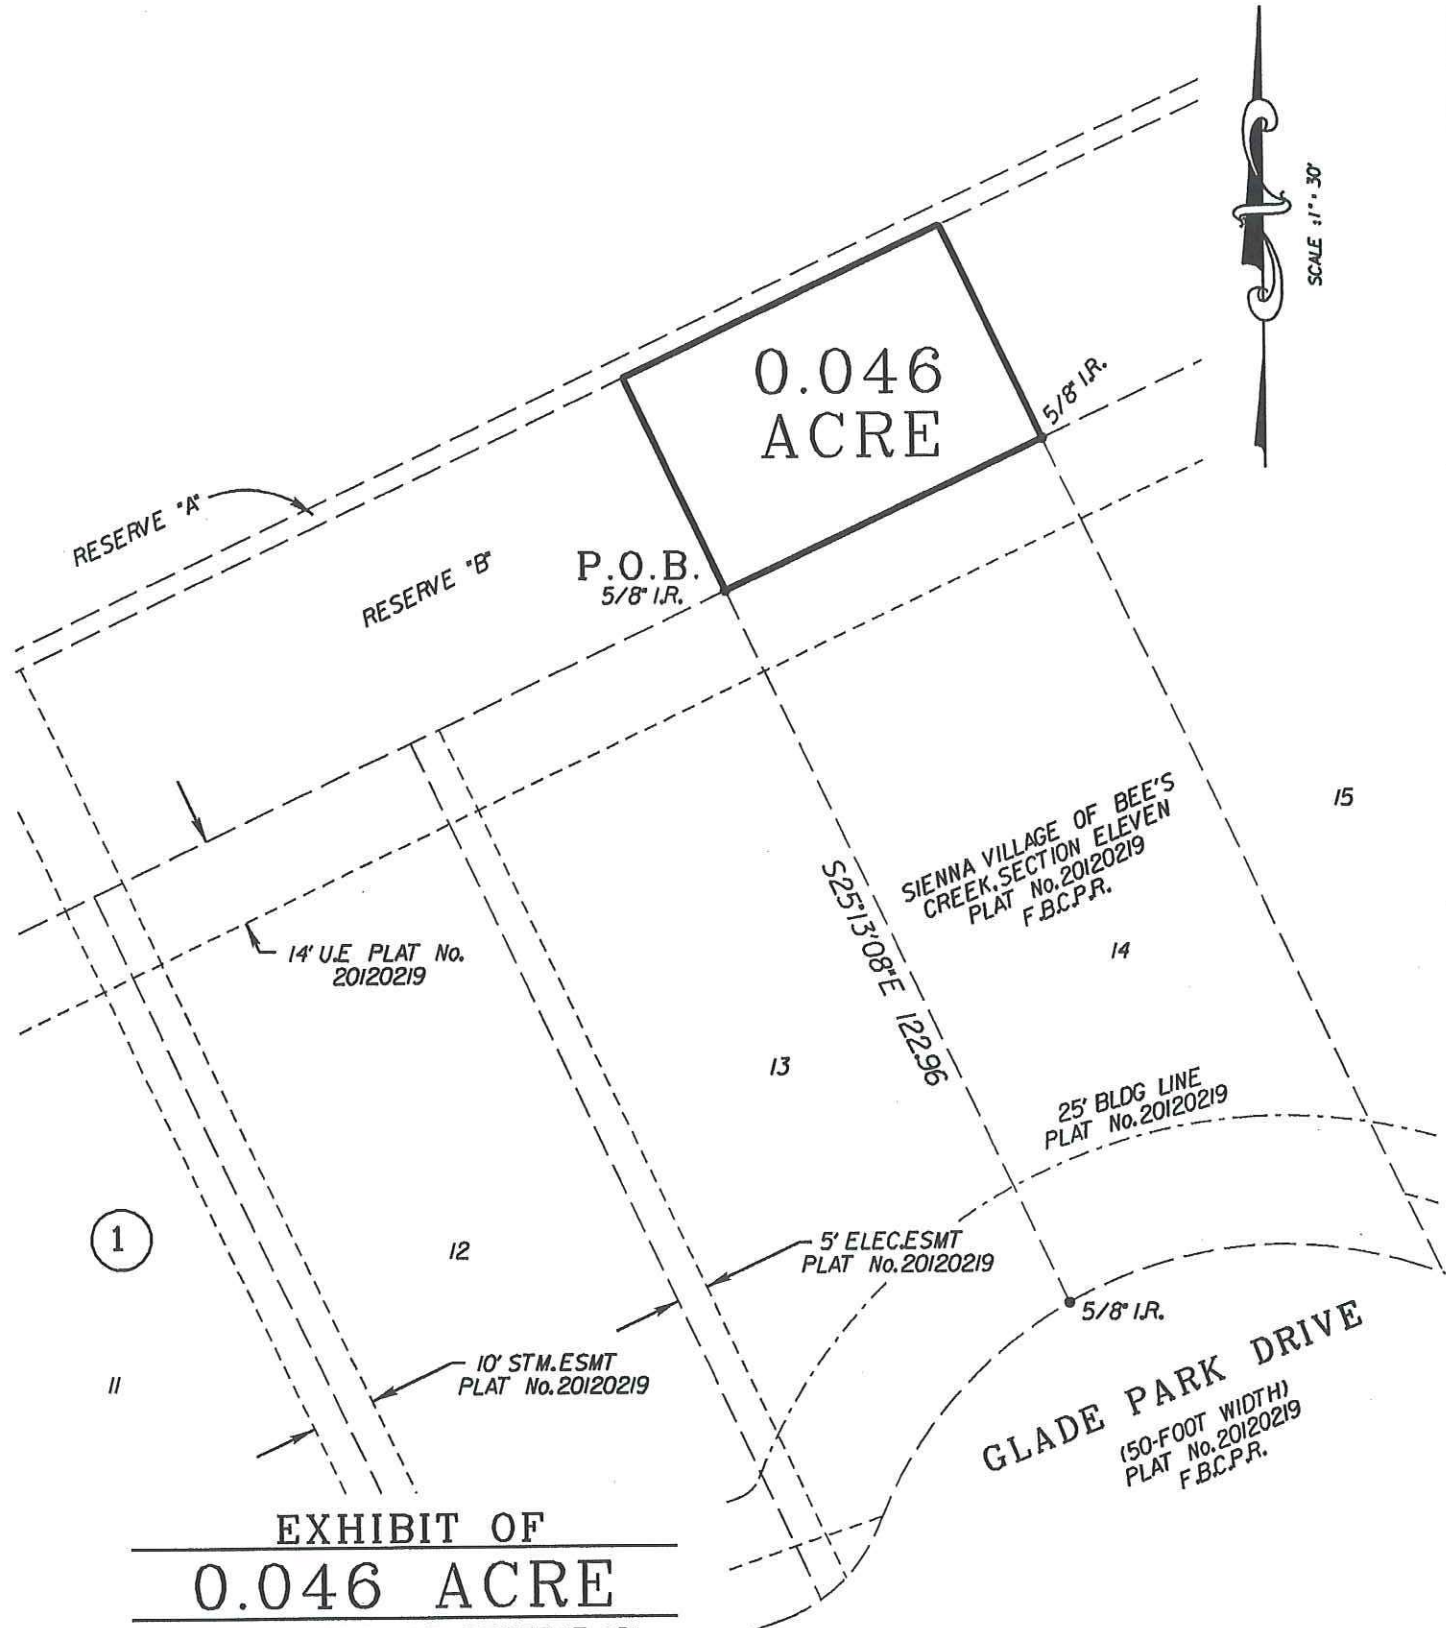 SCALE :1"= 30'
0.046
ACRE
5/8" I.R.
RESERVE "A"
RESERVE "B"
P.O.B.
5/8" I.R.
15
SIENNA VILLAGE OF BEE'S
CREEK, SECTION ELEVEN
PLAT No. 20120219
F.B.C.P.R.
S25°13'08"E 122.96
14
14' U.E PLAT No.
20120219
13
25' BLDG LINE
PLAT No. 20120219
1
12
5' ELEC.ESMT
PLAT No. 20120219
5/8" I.R.
10' STM.ESMT
PLAT No. 20120219
11
GLADE PARK DRIVE
(50-FOOT WIDTH)
PLAT No. 20120219
F.B.C.P.R.
EXHIBIT OF
0.046 ACRE